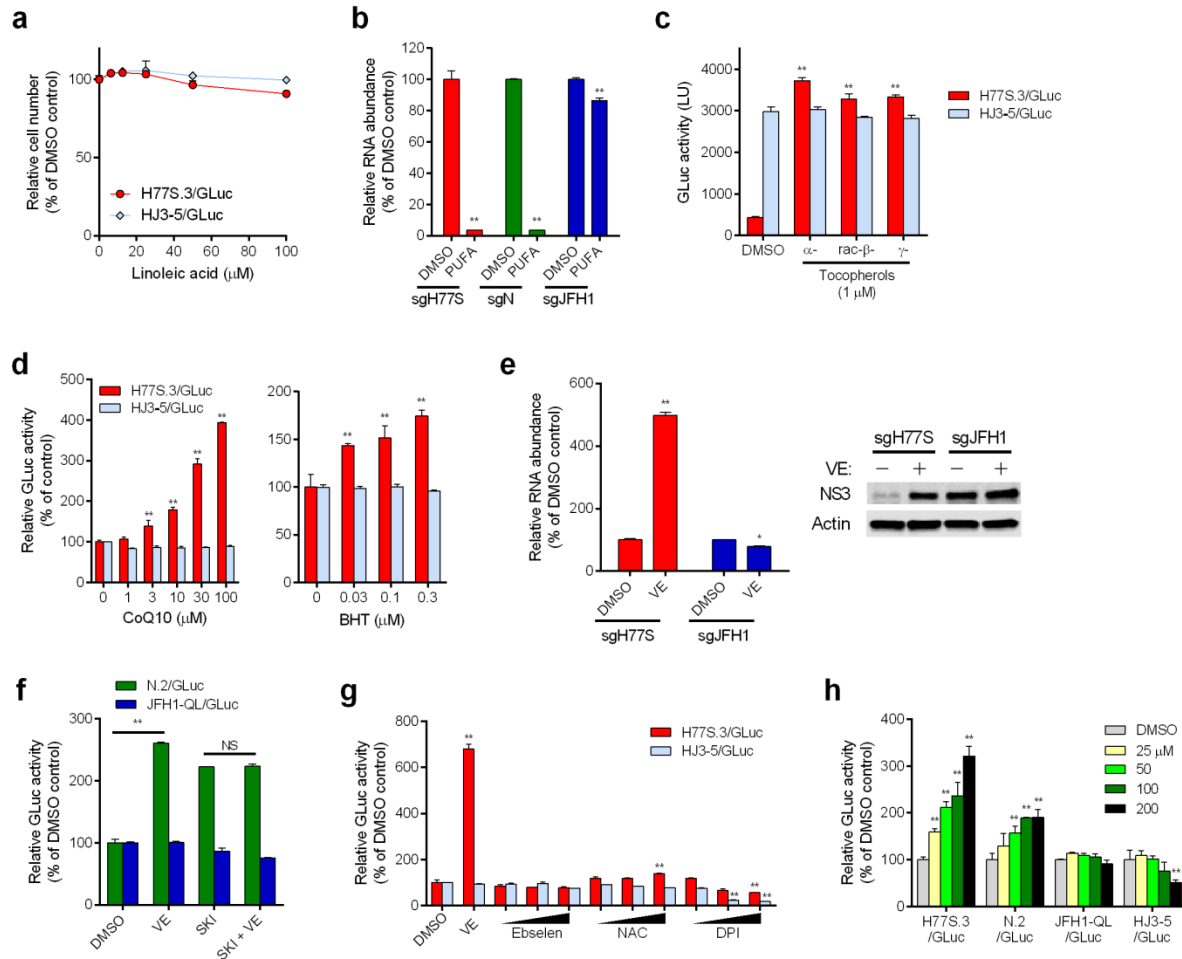 a
Relative cell number
(% of DMSO control)
100
50
0
H77S.3/GLuc
HJ3-5/GLuc
0 20 40 60 80 100
Linoleic acid (μM)
b
Relative RNA abundance
(% of DMSO control)
120
100
80
60
40
20
0
** ** **
DMSO PUFA DMSO PUFA DMSO PUFA
sgH77S sgN sgJFH1
c
GLuc activity (LU)
4000
3000
2000
1000
0
** ** **
H77S.3/GLuc
HJ3-5/GLuc
DMSO α- rac-β- γ-
Tocopherols
(1 μM)
d
Relative GLuc activity
(% of control)
500
400
300
200
100
0
H77S.3/GLuc
HJ3-5/GLuc
** ** ** **
0 1 3 10 30 100
CoQ10 (μM)
200
150
100
50
0
** ** **
0 0.03 0.1 0.3
BHT (μM)
e
Relative RNA abundance
(% of DMSO control)
600
400
200
0
** *
DMSO VE DMSO VE
sgH77S sgJFH1
sgH77S sgJFH1
VE: − + − +
NS3
Actin
f
Relative GLuc activity
(% of DMSO control)
N.2/GLuc
JFH1-QL/GLuc
300
200
100
0
** NS
DMSO VE SKI SKI + VE
g
Relative GLuc activity
(% of DMSO control)
800
600
400
200
0
** ** ** ** **
H77S.3/GLuc
HJ3-5/GLuc
DMSO VE Ebselen NAC DPI
h
Relative GLuc activity
(% of DMSO control)
400
300
200
100
0
** ** ** ** ** ** ** **
DMSO
25 μM
50
100
200
H77S.3 N.2 JFH1-QL HJ3-5
/GLuc /GLuc /GLuc /GLuc